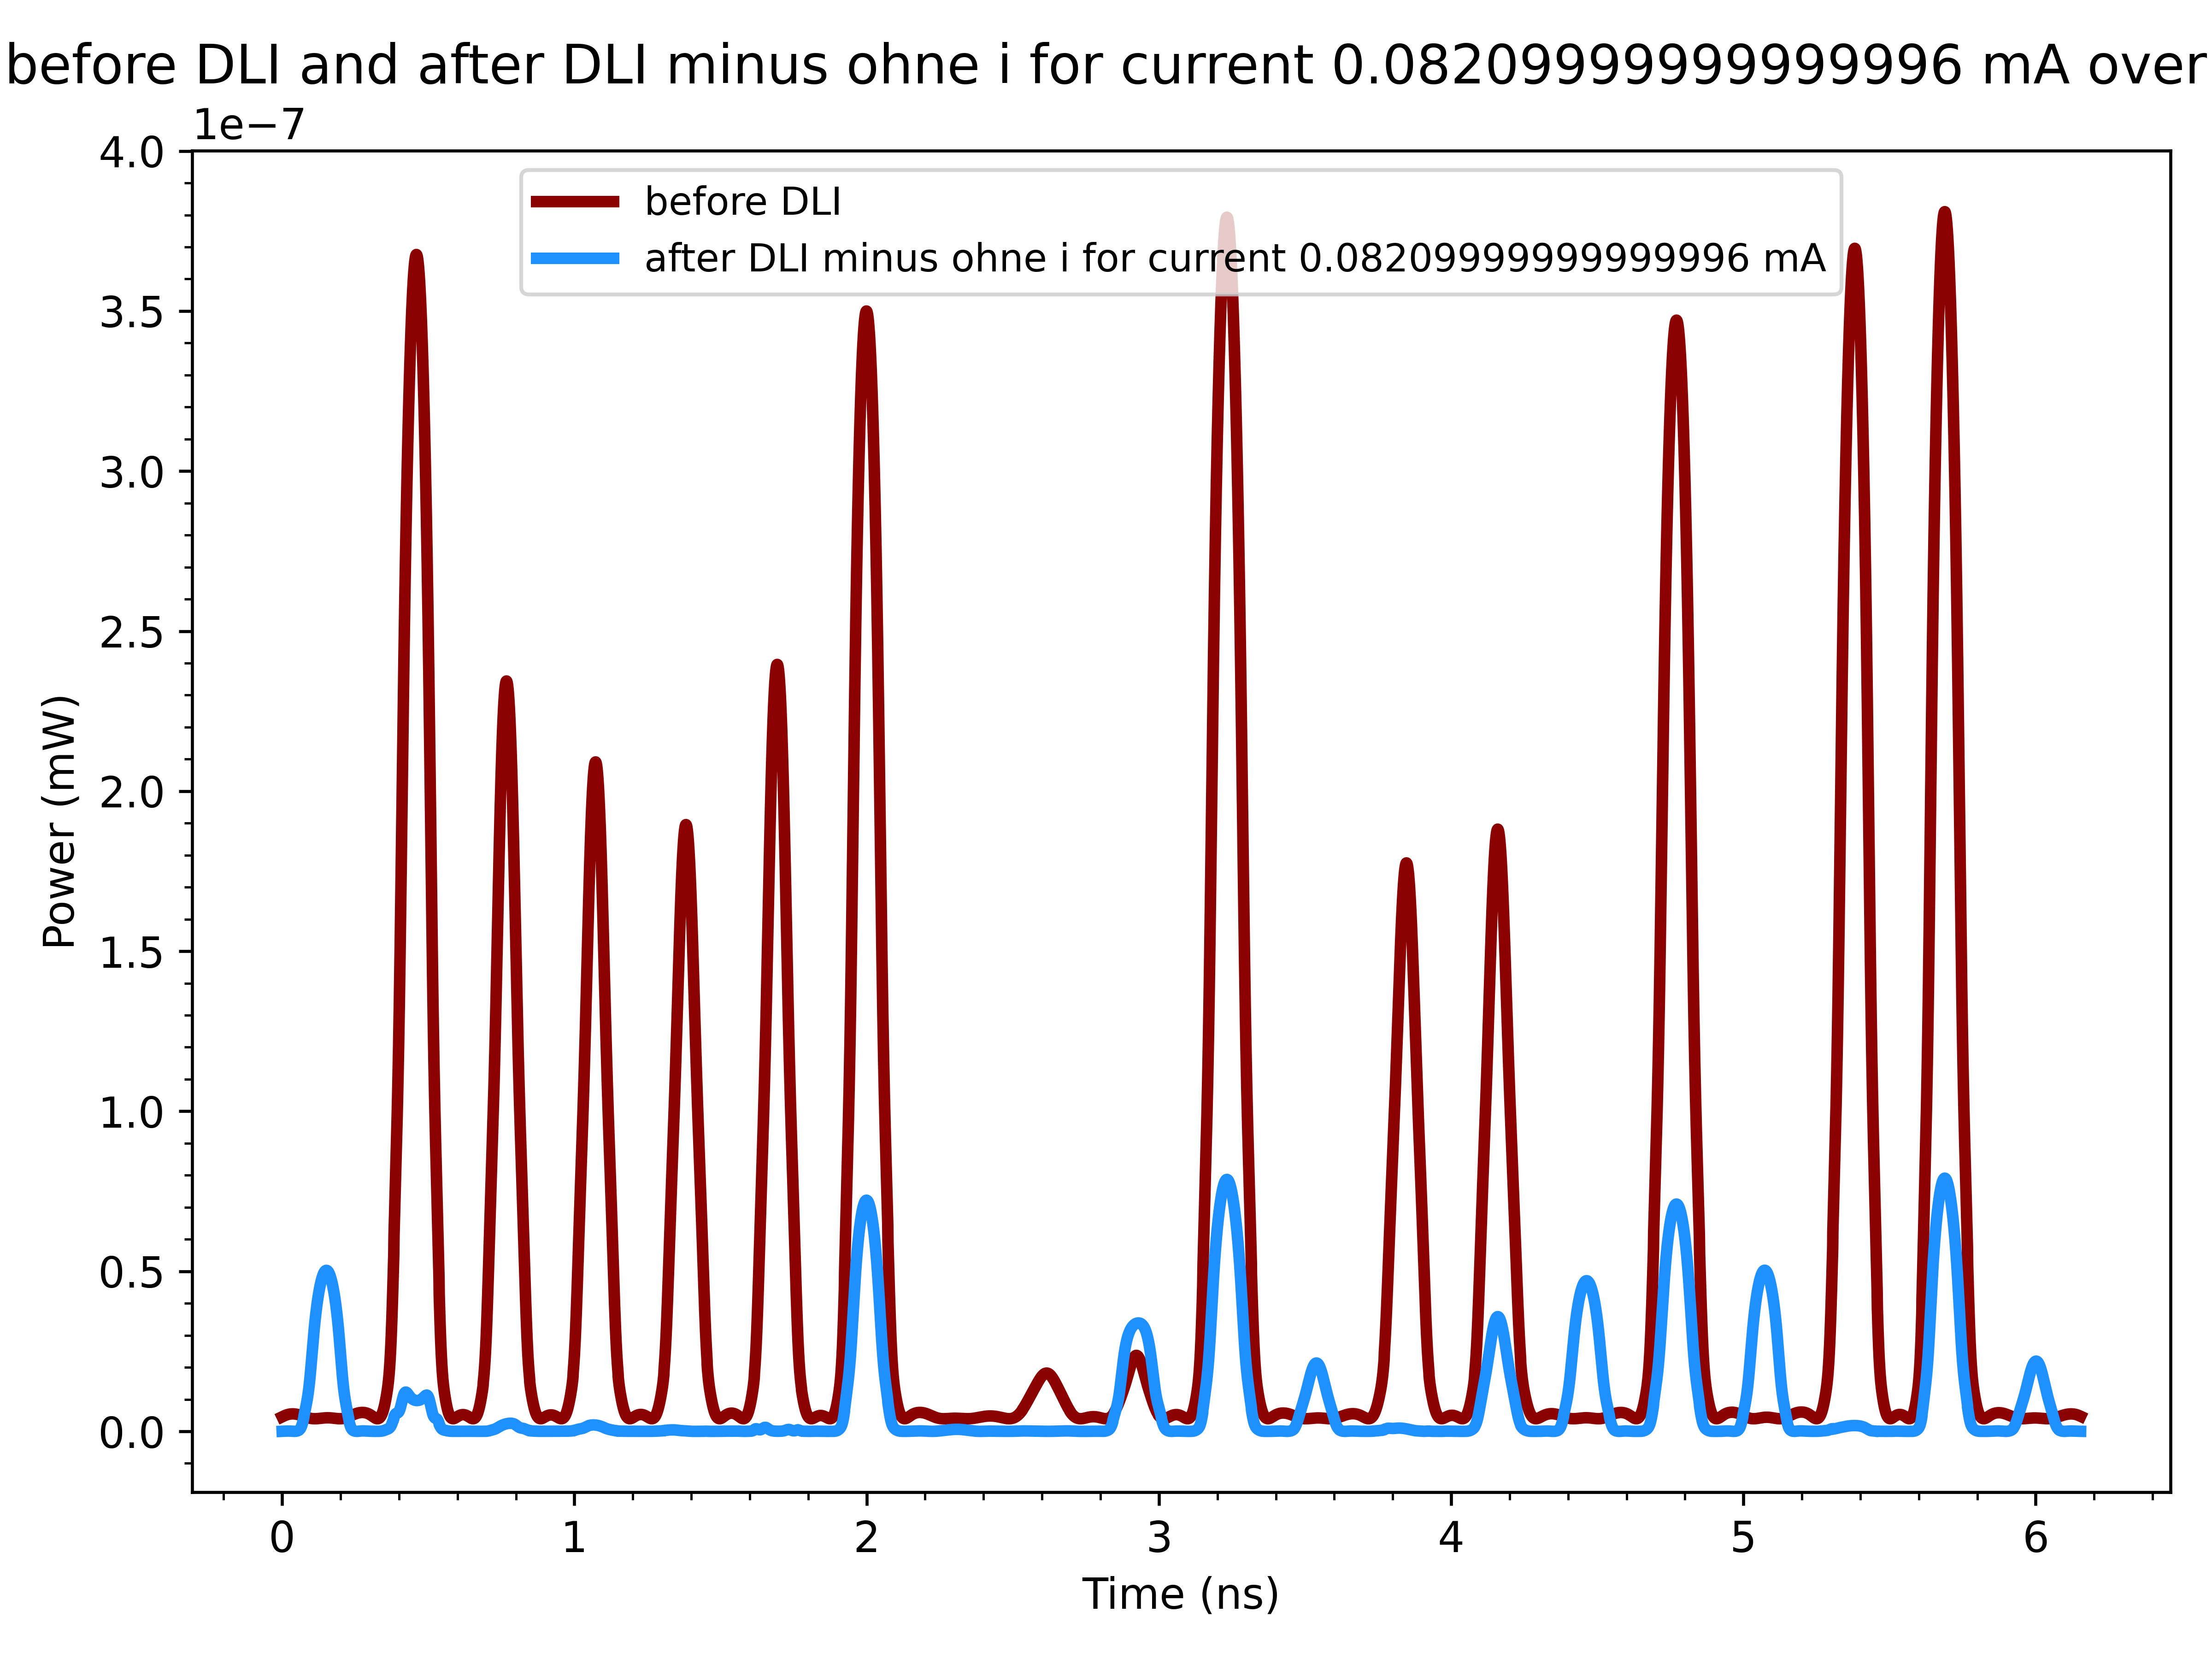 before DLI and after DLI minus ohne i for current 0.08209999999999996 mA over
1e−7
before DLI
after DLI minus ohne i for current 0.08209999999999996 mA
4.0
3.5
3.0
2.5
2.0
1.5
1.0
0.5
0.0
Power (mW)
0 1 2 3 4 5 6
Time (ns)